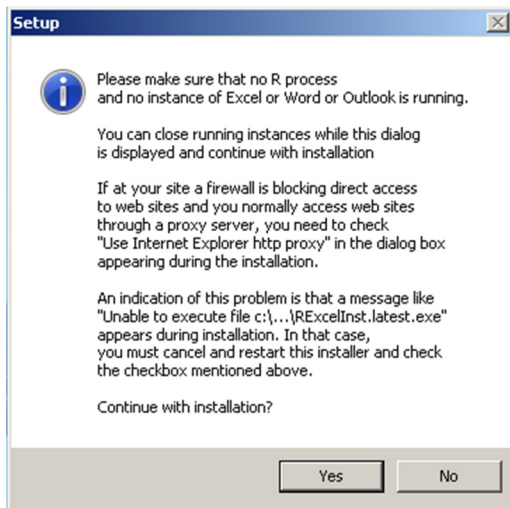 Setup
Please make sure that no R process
and no instance of Excel or Word or Outlook is running.
You can close running instances while this dialog
is displayed and continue with installation
If at your site a firewall is blocking direct access
to web sites and you normally access web sites
through a proxy server, you need to check
"Use Internet Explorer http proxy" in the dialog box
appearing during the installation.
An indication of this problem is that a message like
"Unable to execute file c:\...\RExcelInst.latest.exe"
appears during installation. In that case,
you must cancel and restart this installer and check
the checkbox mentioned above.
Continue with installation?
Yes No